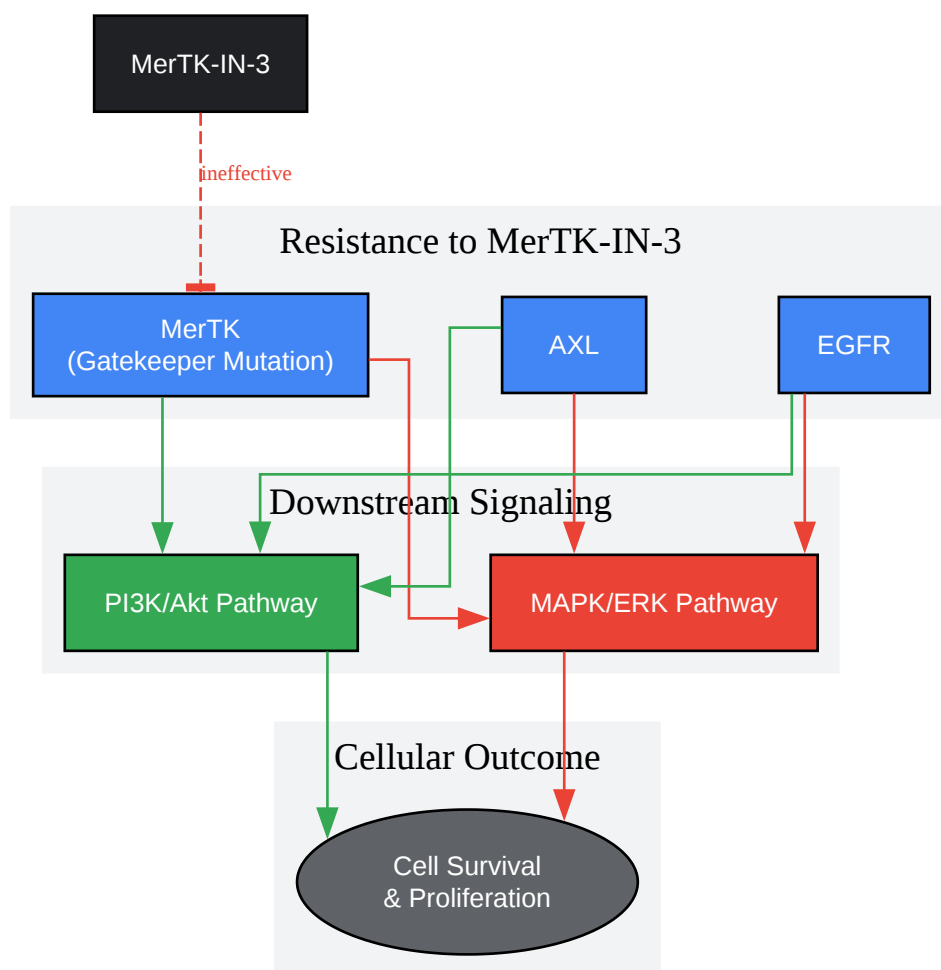 MerTK-IN-3
ineffective
Resistance to MerTK-IN-3
MerTK
(Gatekeeper Mutation)
AXL
EGFR
Downstream Signaling
PI3K/Akt Pathway
MAPK/ERK Pathway
Cellular Outcome
Cell Survival
& Proliferation